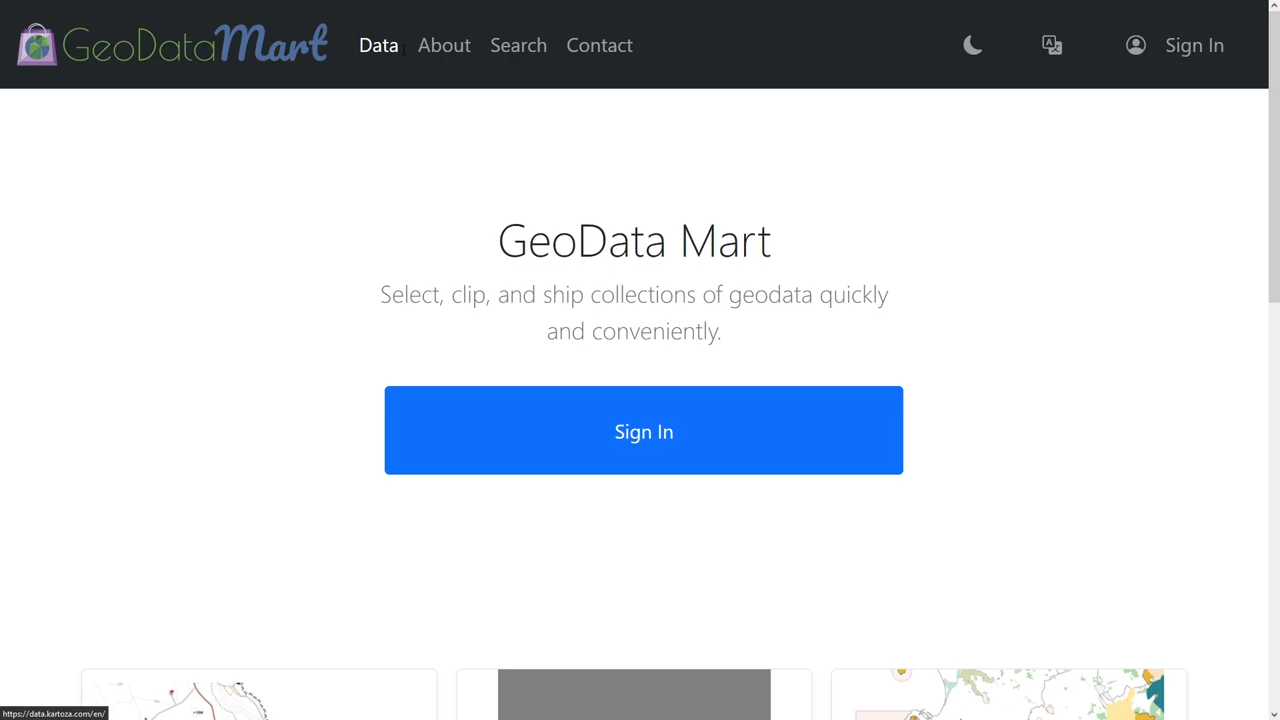 GeoDataMart
Data About Search Contact Sign In
GeoData Mart
Select, clip, and ship collections of geodata quickly
and conveniently.
Sign In
https://data.kartoza.com/en/